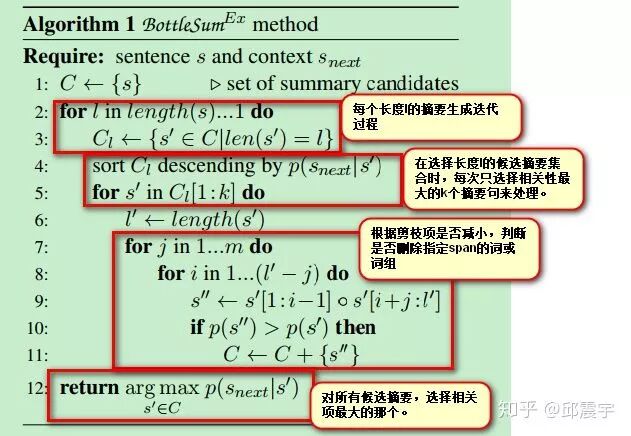 Algorithm 1 BottleSum^Ex method
Require: sentence s and context s_next
1: C ← {s} ▷ set of summary candidates
2: for l in length(s)...1 do
3: C_l ← {s′ ∈ C|len(s′) = l}
每个长度l的摘要生成迭代
过程
4: sort C_l descending by p(s_next|s′)
5: for s′ in C_l[1:k] do
在选择长度l的候选摘要集
合时，每次只选择相关性最
大的k个摘要句来处理。
6: l′ ← length(s′)
7: for j in 1...m do
8: for i in 1...(l′ − j) do
9: s″ ← s′[1:i−1] ∘ s′[i+j:l′]
10: if p(s″) > p(s′) then
11: C ← C + {s″}
根据剪枝项是否减小，判断
是否删除指定span的词或
词组
12: return arg max p(s_next|s′)
s′∈C
对所有候选摘要，选择相关
项最大的那个。
知乎 @邱震宇